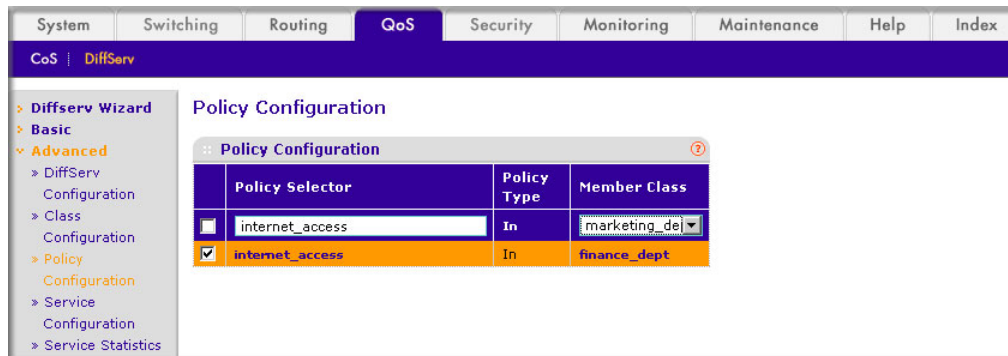 System Switching Routing QoS Security Monitoring Maintenance Help Index
CoS | DiffServ
Diffserv Wizard
Basic
Advanced
» DiffServ
Configuration
» Class
Configuration
» Policy
Configuration
» Service
Configuration
» Service Statistics
Policy Configuration
Policy Configuration ?
Policy Selector Policy Type Member Class
internet_access In marketing_de
internet_access In finance_dept